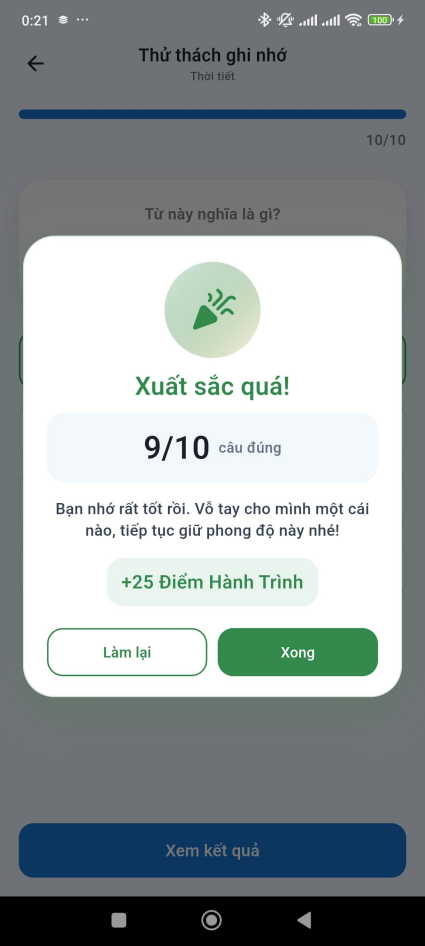 0:21
100
Thử thách ghi nhớ
Thời tiết
10/10
Từ này nghĩa là gì?
Xuất sắc quá!
9/10 câu đúng
Bạn nhớ rất tốt rồi. Vỗ tay cho mình một cái
nào, tiếp tục giữ phong độ này nhé!
+25 Điểm Hành Trình
Làm lại
Xong
Xem kết quả